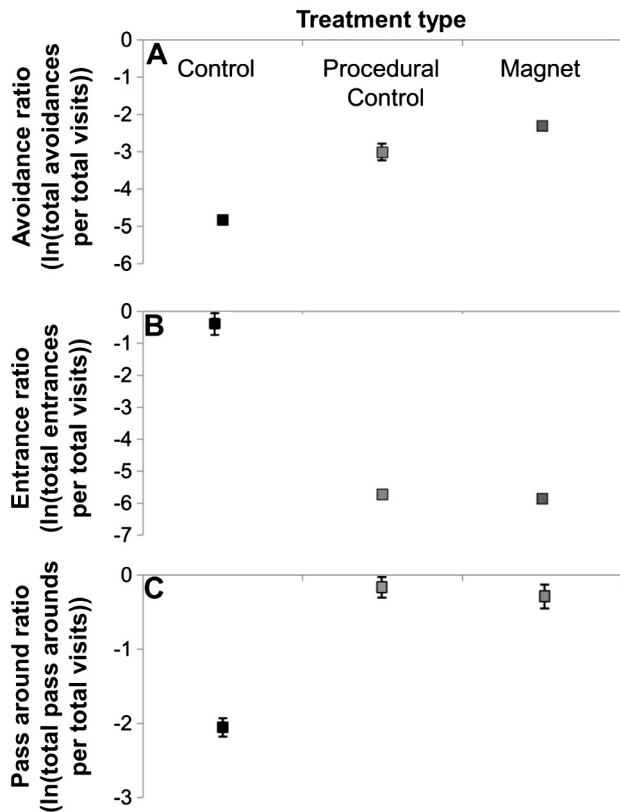 Treatment type
0
-1
-2
-3
-4
-5
-6
A
Control
Procedural
Control
Magnet
Avoidance ratio
(ln(total avoidances
per total visits))
0
-1
-2
-3
-4
-5
-6
-7
B
Entrance ratio
(ln(total entrances
per total visits))
0
-1
-2
-3
C
Pass around ratio
(ln(total pass arounds
per total visits))